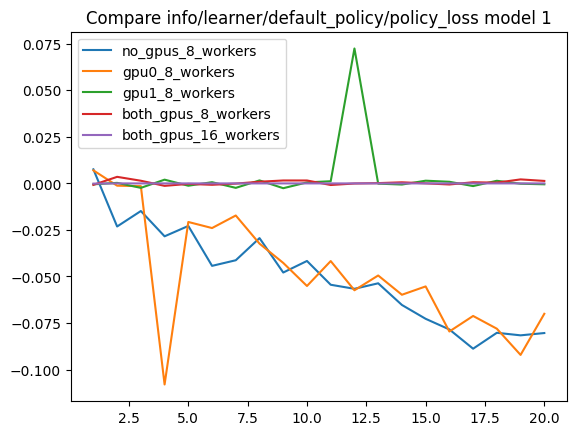 Compare info/learner/default_policy/policy_loss model 1
no_gpus_8_workers
gpu0_8_workers
gpu1_8_workers
both_gpus_8_workers
both_gpus_16_workers
0.075
0.050
0.025
0.000
−0.025
−0.050
−0.075
−0.100
2.5 5.0 7.5 10.0 12.5 15.0 17.5 20.0